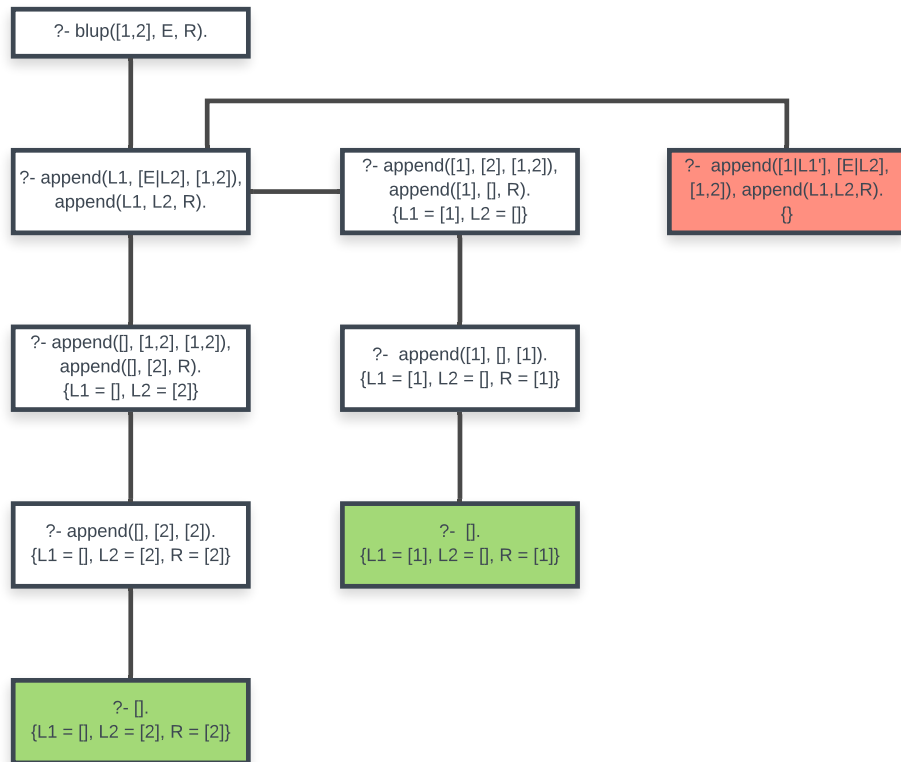 ?- blup([1,2], E, R).
?- append(L1, [E|L2], [1,2]),
append(L1, L2, R).
?- append([1], [2], [1,2]),
append([1], [], R).
{L1 = [1], L2 = []}
?-  append([1|L1'], [E|L2],
[1,2]), append(L1,L2,R).
{}
?- append([], [1,2], [1,2]),
append([], [2], R).
{L1 = [], L2 = [2]}
?-  append([1], [], [1]).
{L1 = [1], L2 = [], R = [1]}
?- append([], [2], [2]).
{L1 = [], L2 = [2], R = [2]}
?-  [].
{L1 = [1], L2 = [], R = [1]}
?- [].
{L1 = [], L2 = [2], R = [2]}